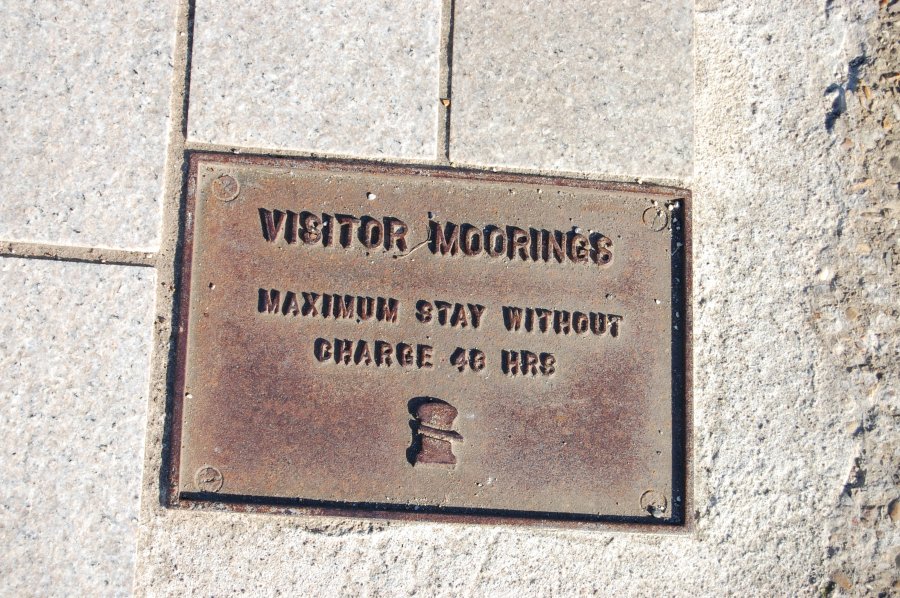 VISITOR MOORINGS
MAXIMUM STAY WITHOUT
CHARGE 48 HRS